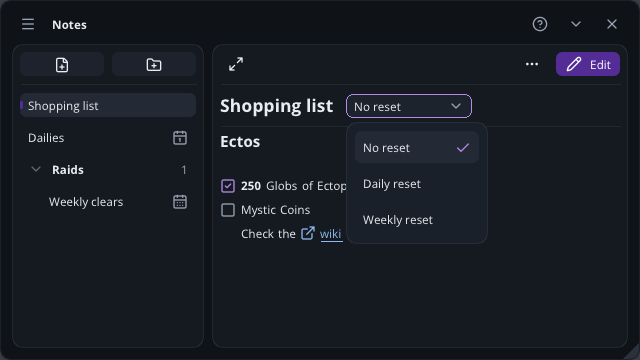 Notes
Edit
Shopping list
Dailies
Raids 1
Weekly clears
Shopping list No reset
No reset
Daily reset
Weekly reset
Ectos
250 Globs of Ectop
Mystic Coins
Check the wiki